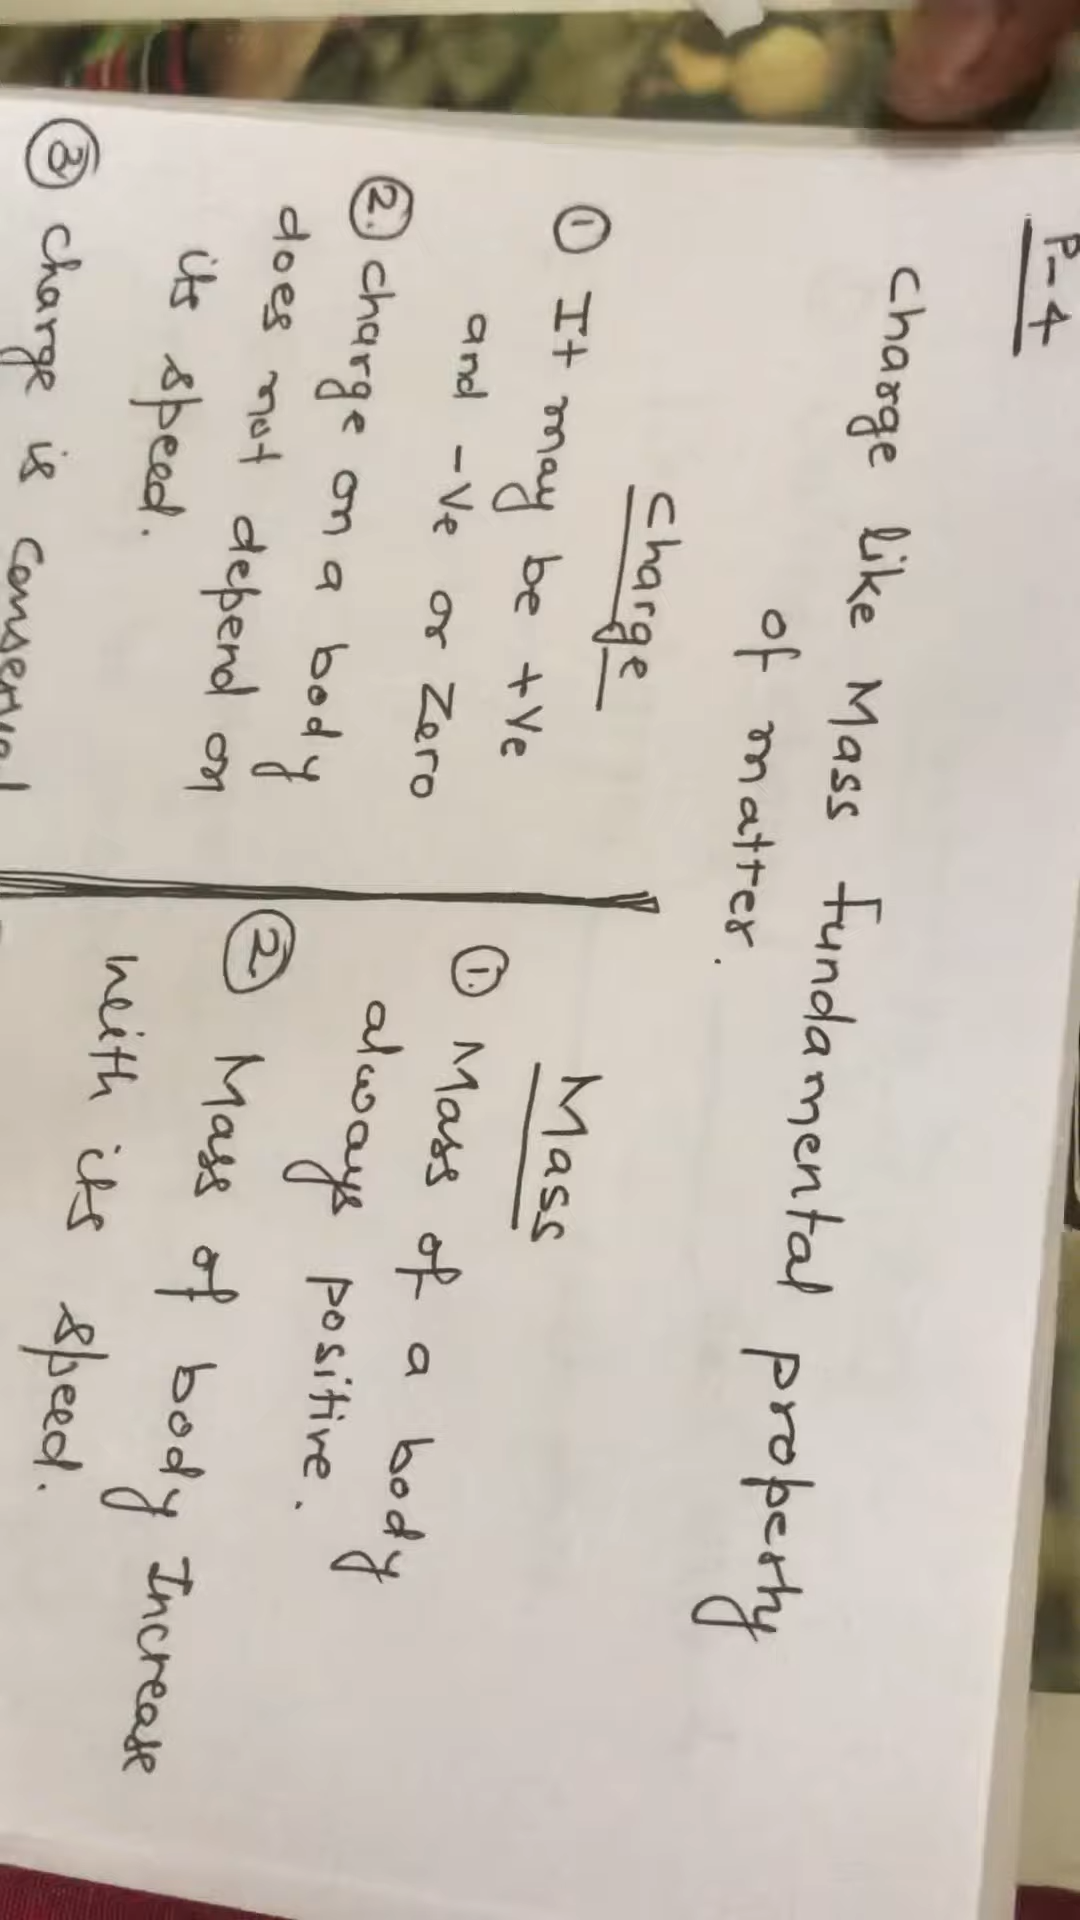 P-4
Charge like Mass fundamental property
of matter.
Charge
① It may be +Ve
and -Ve or Zero
②. Charge on a body
does not depend on
its speed.
③ Charge is
Mass
①. Mass of a body
always positive.
② Mass of body Increase
with its speed.